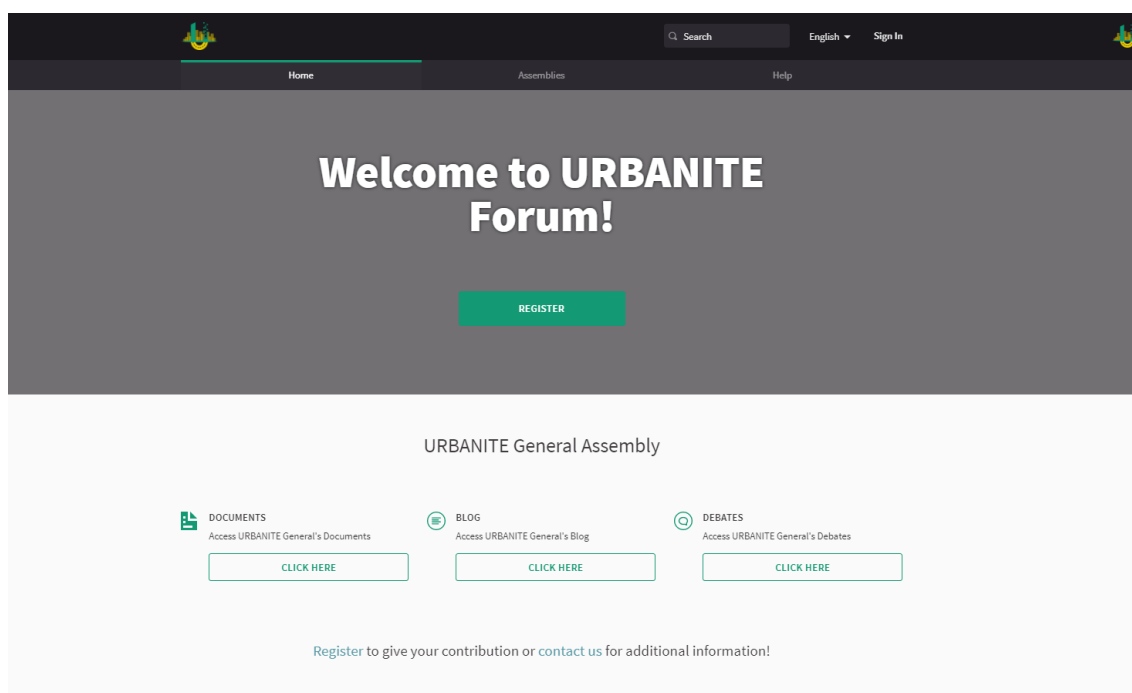 Search English Sign In
Home Assemblies Help
Welcome to URBANITE
Forum!
REGISTER
URBANITE General Assembly
DOCUMENTS BLOG DEBATES
Access URBANITE General's Documents Access URBANITE General's Blog Access URBANITE General's Debates
CLICK HERE CLICK HERE CLICK HERE
Register to give your contribution or contact us for additional information!